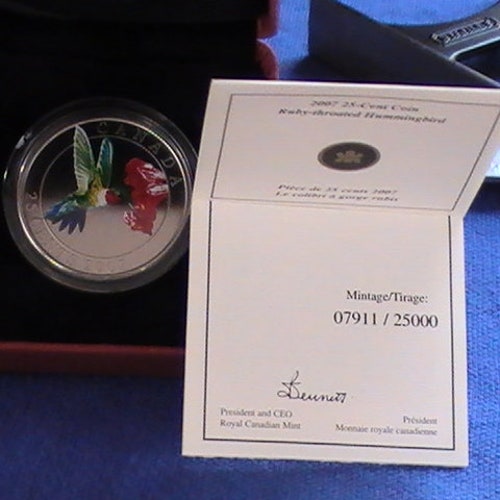 CANADA
2007 25-Cent Coin
Ruby-throated Hummingbird
Pièce de 25 cents 2007
Le colibri à gorge rubis
Mintage/Tirage:
07911 / 25000
President and CEO
Royal Canadian Mint
Président
Monnaie royale canadienne